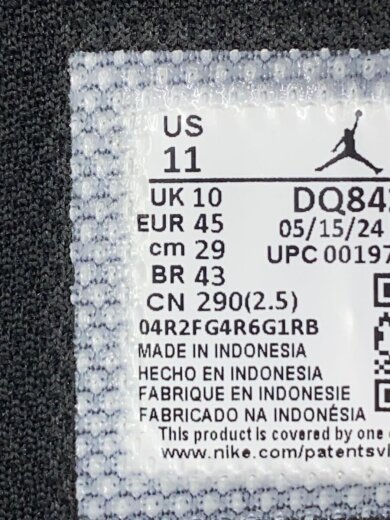 US
11
UK 10
EUR 45
cm 29
BR 43
CN 290(2.5)
DQ84
05/15/24
UPC 00197
04R2FG4R6G1RB
MADE IN INDONESIA
HECHO EN INDONESIA
FABRIQUE EN INDONESIE
FABRICADO NA INDONÉSIA
This product is covered by one
www.nike.com/patents